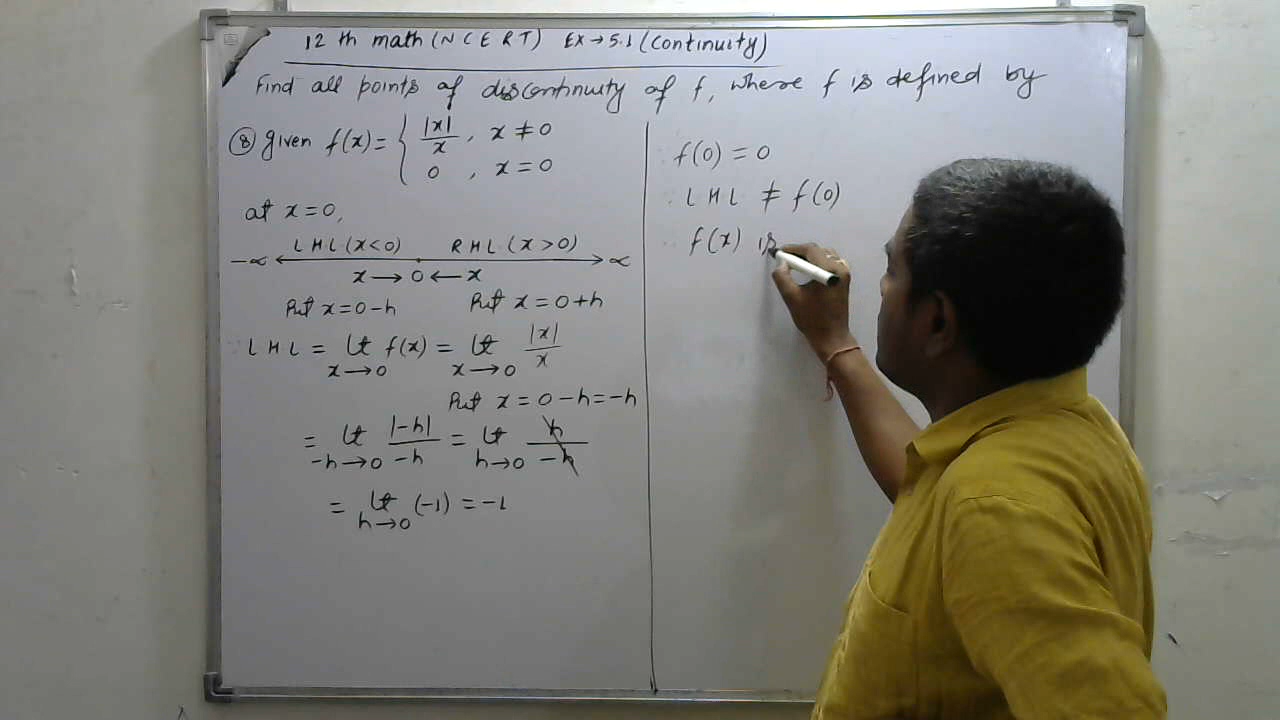 12 th math (NCERT) Ex→5.1 (Continuity)
Find all points of discontinuity of f, where f is defined by
⑧ given f(x) = { |x|/x , x ≠ 0
0 , x = 0
at x = 0,
LHL (x<0) RHL (x>0)
-∝ ∝
x → 0 ← x
Put x = 0 - h Put x = 0 + h
LHL = lt x→0 f(x) = lt x→0 |x|/x
Put x = 0 - h = -h
= lt -h→0 |-h|/-h = lt h→0 h/-h
= lt h→0 (-1) = -1
f(0) = 0
LHL ≠ f(0)
f(x) is